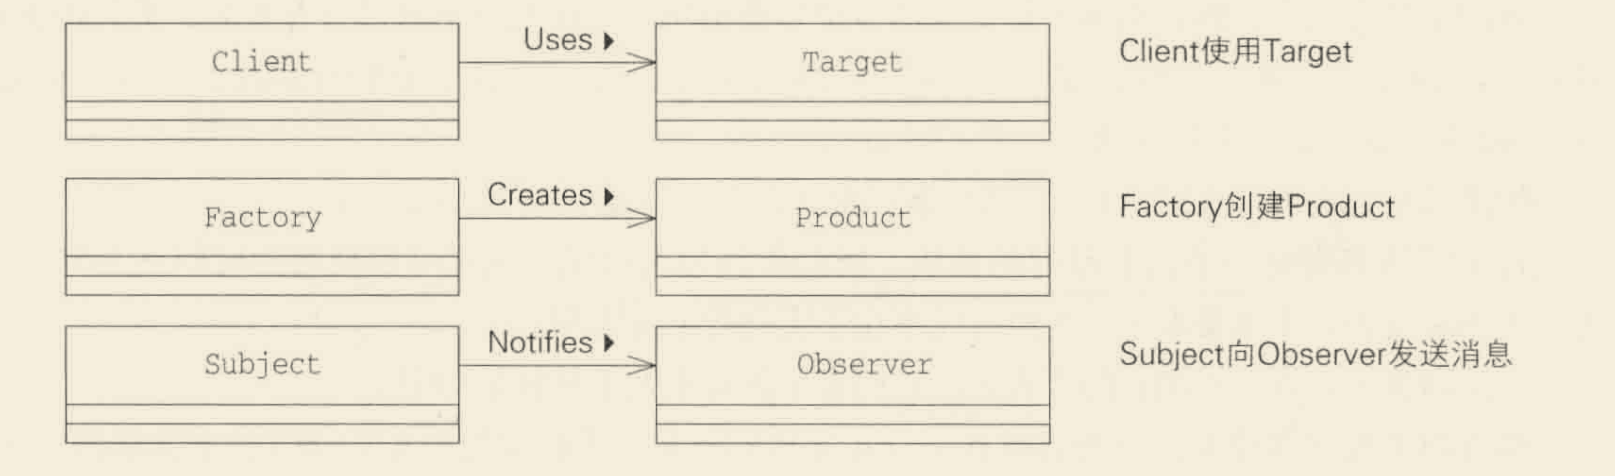 Client
Uses
Target
Client使用Target
Factory
Creates
Product
Factory创建Product
Subject
Notifies
Observer
Subject向Observer发送消息